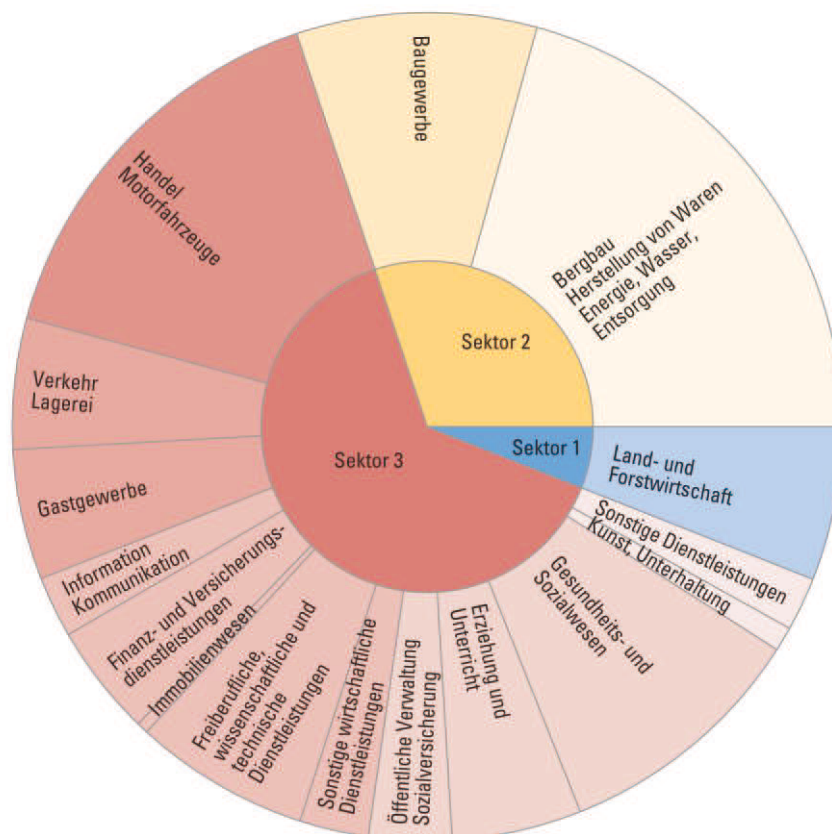 Baugewerbe
Bergbau
Herstellung von Waren
Energie, Wasser,
Entsorgung
Handel
Motorfahrzeuge
Sektor 2
Verkehr
Lagerei
Sektor 3
Sektor 1
Land- und
Forstwirtschaft
Gastgewerbe
Sonstige Dienstleistungen
Kunst, Unterhaltung
Gesundheits- und
Sozialwesen
Erziehung und
Unterricht
Öffentliche Verwaltung
Sozialversicherung
Sonstige wirtschaftliche
Dienstleistungen
Freiberufliche,
wissenschaftliche und
technische
Dienstleistungen
Immobilienwesen
Finanz- und Versicherungs-
dienstleistungen
Information
Kommunikation